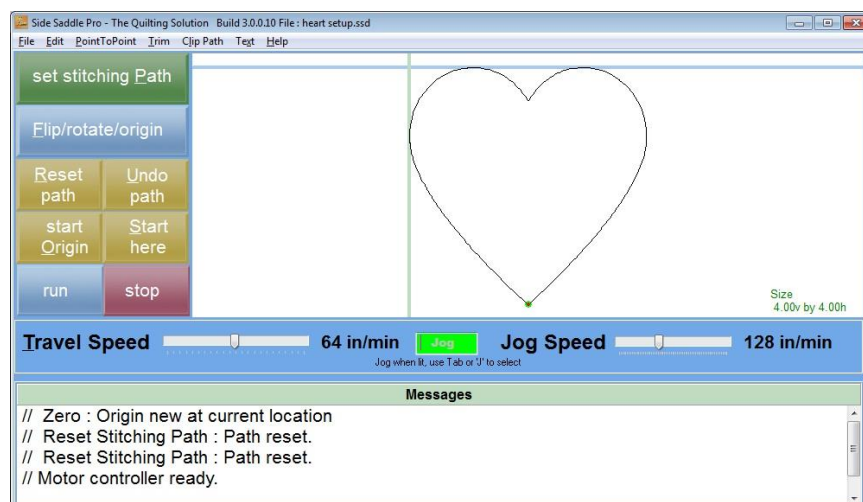 Side Saddle Pro - The Quilting Solution   Build 3.0.0.10 File : heart setup.ssd
File Edit PointToPoint Trim Clip Path Text Help
set stitching Path
Flip/rotate/origin
Reset path
Undo path
start Origin
Start here
run
stop
Size
4.00v by 4.00h
Travel Speed
64 in/min
Jog
Jog Speed
128 in/min
Jog when lit, use Tab or 'J' to select
Messages
// Zero : Origin new at current location
// Reset Stitching Path : Path reset.
// Reset Stitching Path : Path reset.
// Motor controller ready.